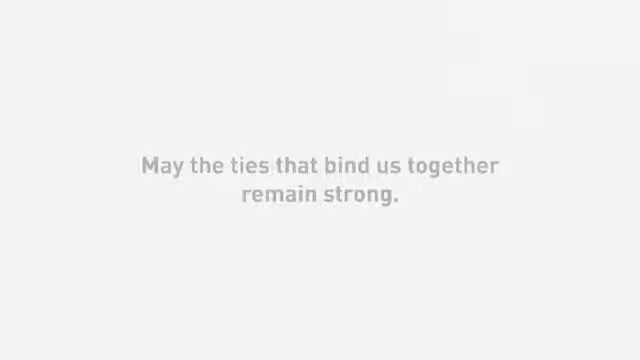 May the ties that bind us together
remain strong.